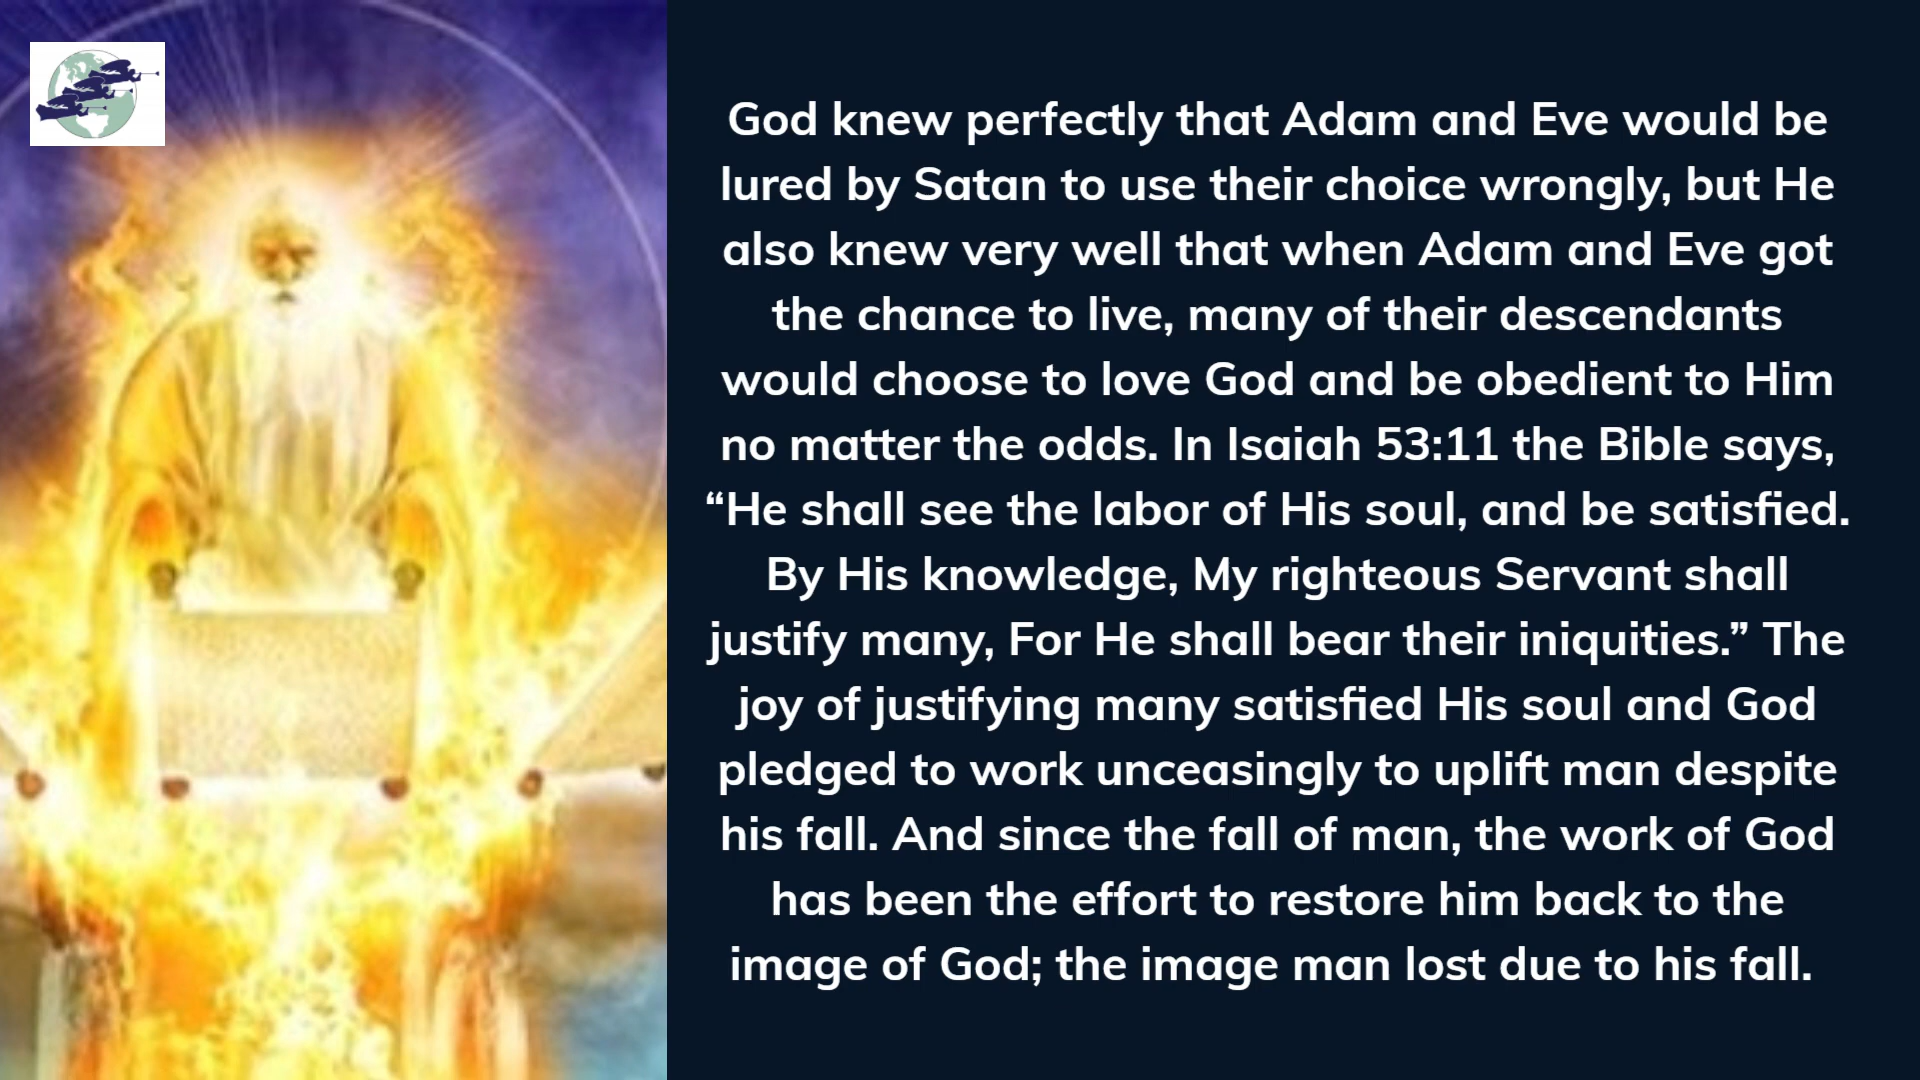 God knew perfectly that Adam and Eve would be
lured by Satan to use their choice wrongly, but He
also knew very well that when Adam and Eve got
the chance to live, many of their descendants
would choose to love God and be obedient to Him
no matter the odds. In Isaiah 53:11 the Bible says,
“He shall see the labor of His soul, and be satisfied.
By His knowledge, My righteous Servant shall
justify many, For He shall bear their iniquities.” The
joy of justifying many satisfied His soul and God
pledged to work unceasingly to uplift man despite
his fall. And since the fall of man, the work of God
has been the effort to restore him back to the
image of God; the image man lost due to his fall.